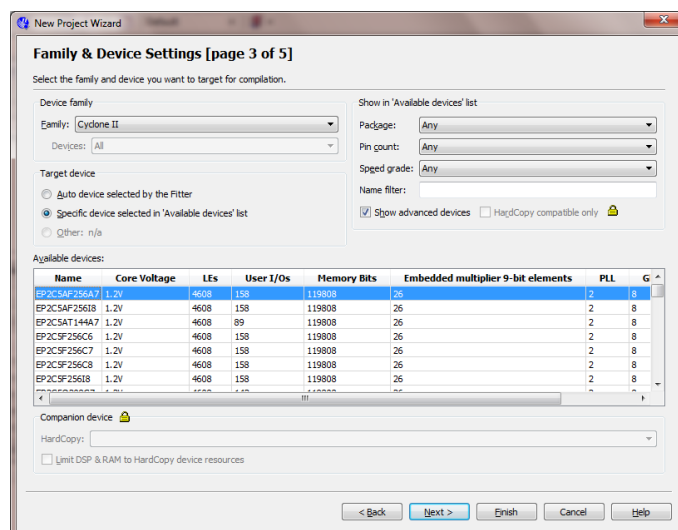 New Project Wizard
Family & Device Settings [page 3 of 5]
Select the family and device you want to target for compilation.
Device family
Family: Cyclone II
Devices: All
Target device
Auto device selected by the Fitter
Specific device selected in 'Available devices' list
Other: n/a
Show in 'Available devices' list
Package: Any
Pin count: Any
Speed grade: Any
Name filter:
Show advanced devices HardCopy compatible only
Available devices:
Name Core Voltage LEs User I/Os Memory Bits Embedded multiplier 9-bit elements PLL G
EP2C5AF256A7 1.2V 4608 158 119808 26 2 8
EP2C5AF256I8 1.2V 4608 158 119808 26 2 8
EP2C5AT144A7 1.2V 4608 89 119808 26 2 8
EP2C5F256C6 1.2V 4608 158 119808 26 2 8
EP2C5F256C7 1.2V 4608 158 119808 26 2 8
EP2C5F256C8 1.2V 4608 158 119808 26 2 8
EP2C5F256I8 1.2V 4608 158 119808 26 2 8
Companion device
HardCopy:
Limit DSP & RAM to HardCopy device resources
< Back Next > Finish Cancel Help